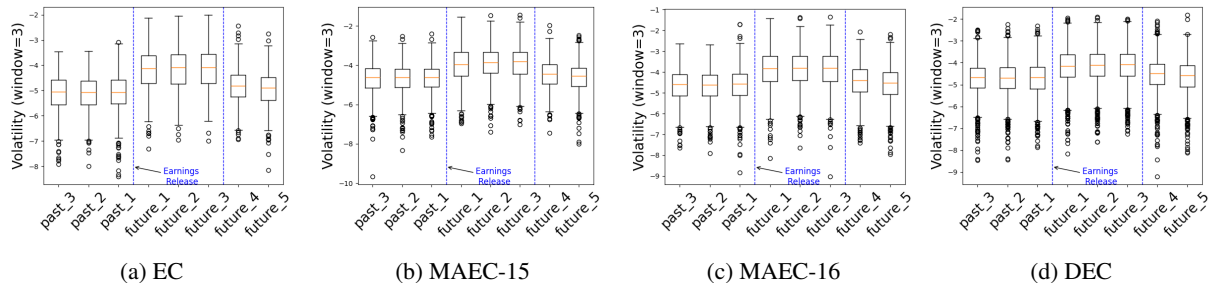 Volatility (window=3)
−2
−3
−4
−5
−6
−7
−8
Earnings
Release
past_3
past_2
past_1
future_1
future_2
future_3
future_4
future_5
(a) EC
Volatility (window=3)
−2
−4
−6
−8
−10
Earnings
Release
past_3
past_2
past_1
future_1
future_2
future_3
future_4
future_5
(b) MAEC-15
Volatility (window=3)
−1
−2
−3
−4
−5
−6
−7
−8
−9
Earnings
Release
past_3
past_2
past_1
future_1
future_2
future_3
future_4
future_5
(c) MAEC-16
Volatility (window=3)
−2
−3
−4
−5
−6
−7
−8
−9
Earnings
Release
past_3
past_2
past_1
future_1
future_2
future_3
future_4
future_5
(d) DEC